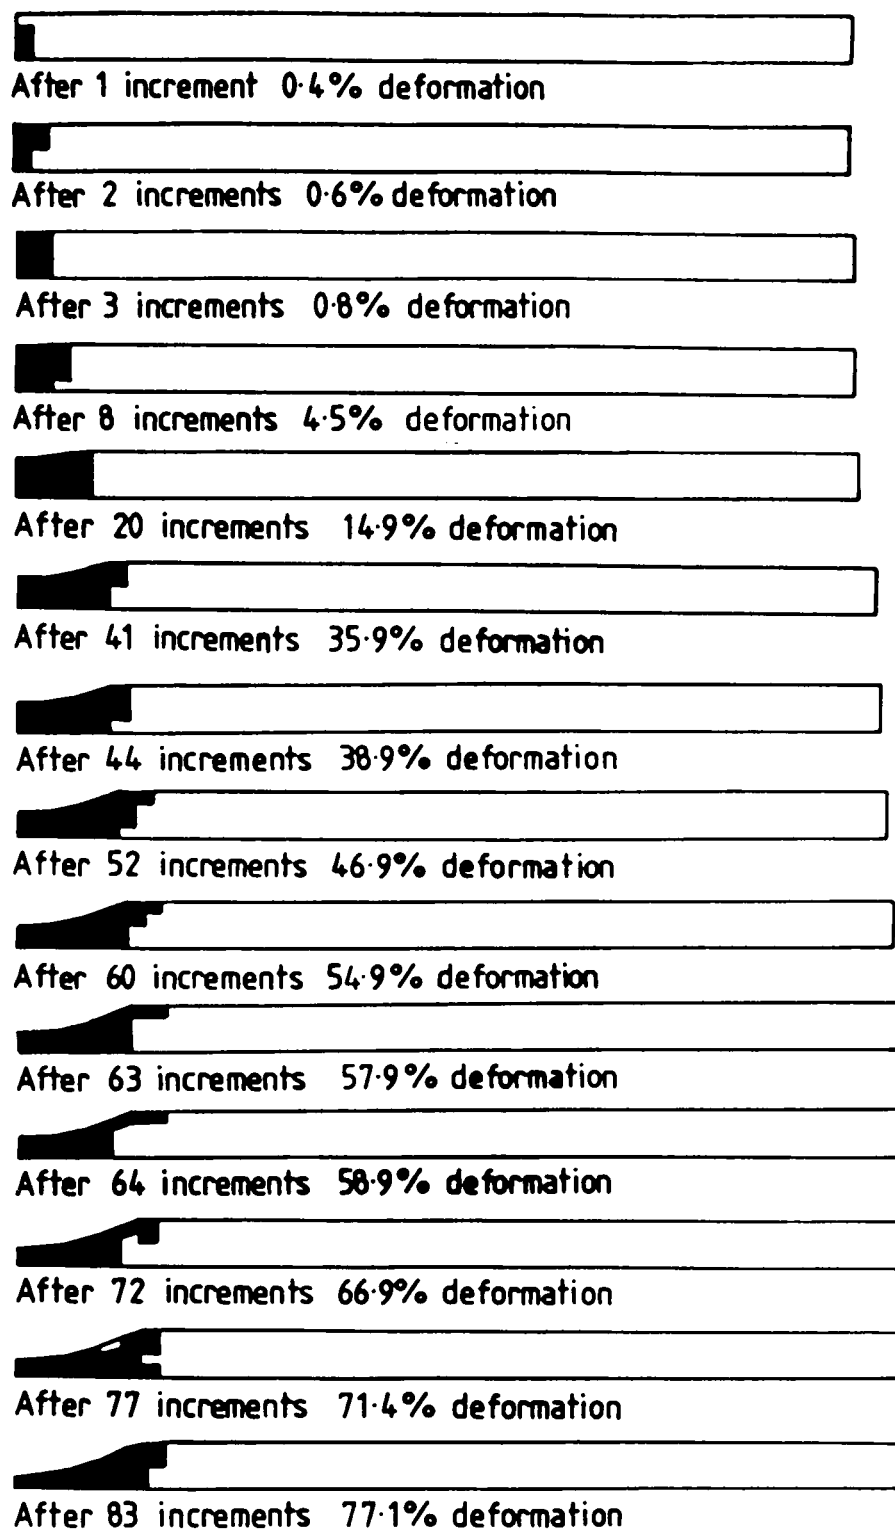 After 1 increment 0·4% deformation
After 2 increments 0·6% deformation
After 3 increments 0·8% deformation
After 8 increments 4·5% deformation
After 20 increments 14·9% deformation
After 41 increments 35·9% deformation
After 44 increments 38·9% deformation
After 52 increments 46·9% deformation
After 60 increments 54·9% deformation
After 63 increments 57·9% deformation
After 64 increments 58·9% deformation
After 72 increments 66·9% deformation
After 77 increments 71·4% deformation
After 83 increments 77·1% deformation